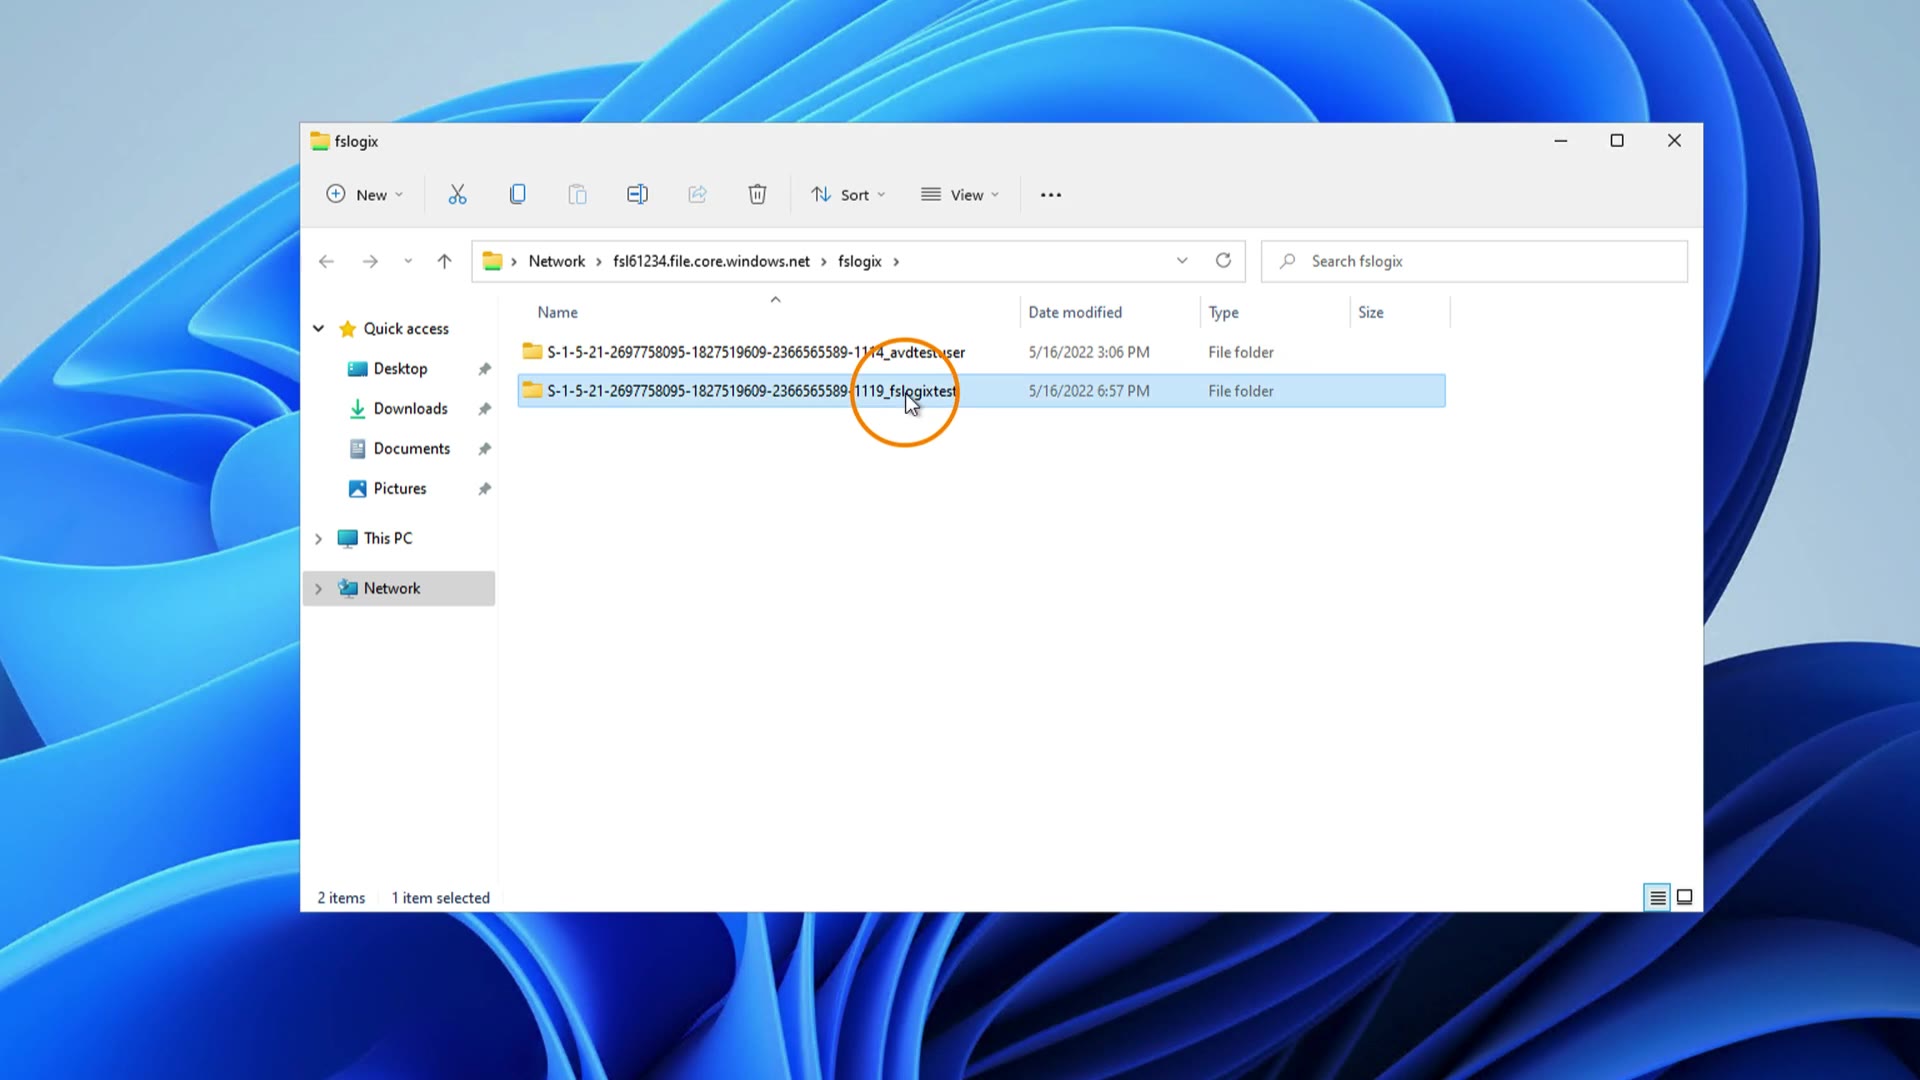 fslogix
New
Sort
View
Network > fsl61234.file.core.windows.net > fslogix >
Search fslogix
Name Date modified Type Size
Quick access
Desktop
Downloads
Documents
Pictures
This PC
Network
S-1-5-21-2697758095-1827519609-2366565589-1114_avdtestuser 5/16/2022 3:06 PM File folder
S-1-5-21-2697758095-1827519609-2366565589-1119_fslogixtest 5/16/2022 6:57 PM File folder
2 items 1 item selected